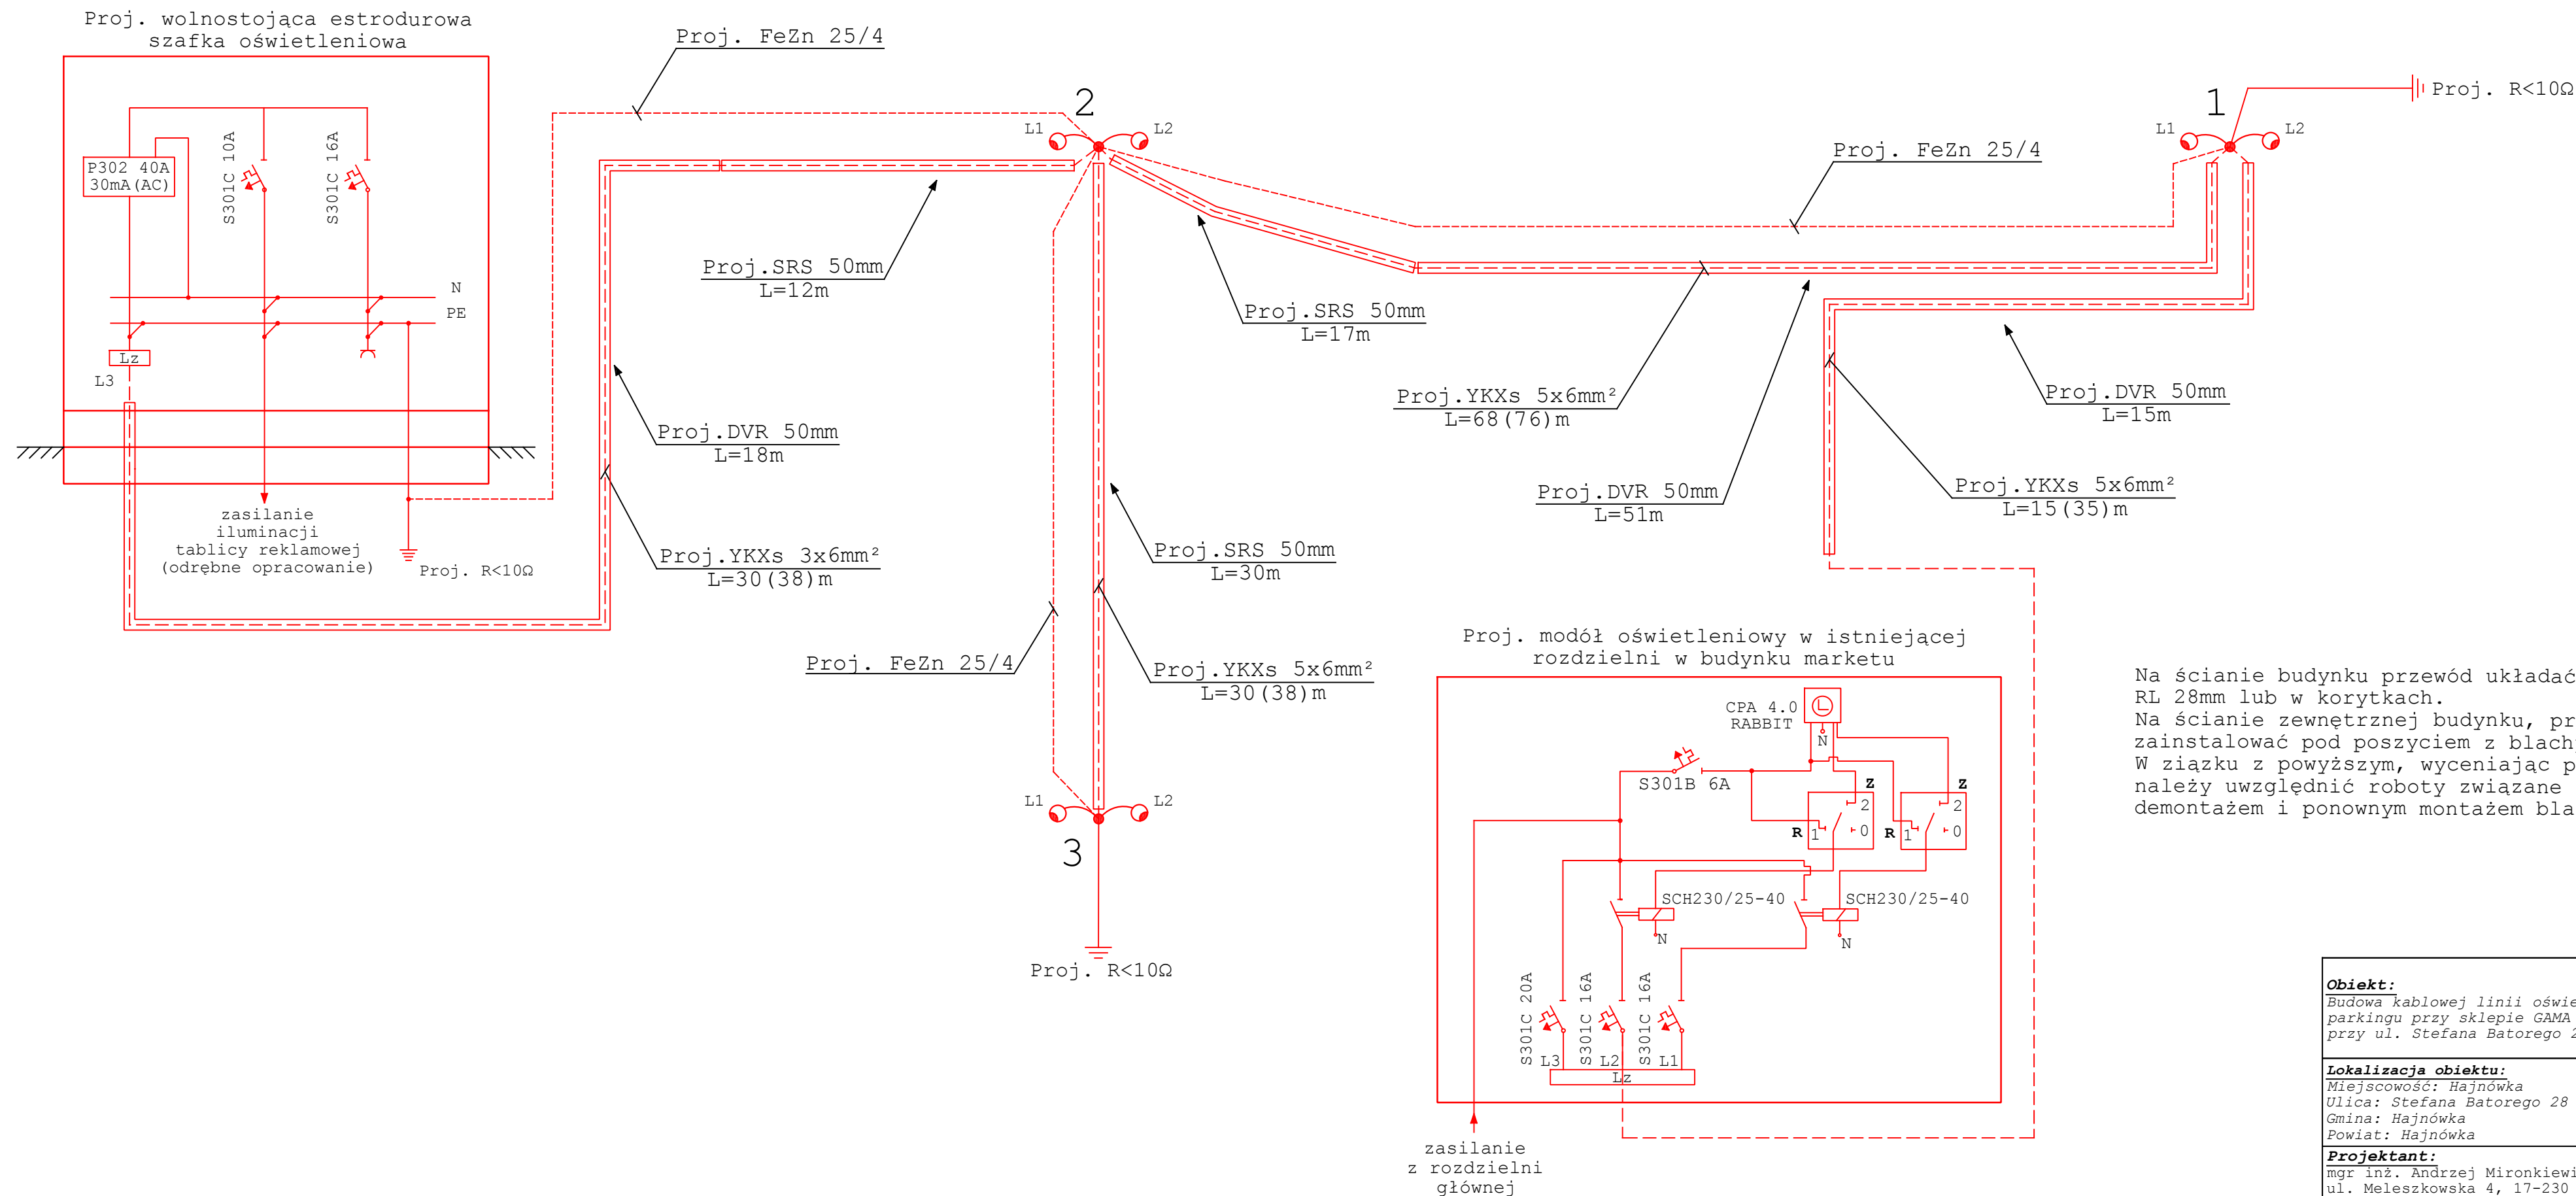 Proj. wolnostojąca estrodurowa
szafka oświetleniowa
P302 40A
30mA(AC)
S301C 10A
S301C 16A
N
PE
Lz
L3
zasilanie
iluminacji
tablicy reklamowej
(odrębne opracowanie)
Proj. R<10Ω
Proj. FeZn 25/4
2
L1
L2
Proj.SRS 50mm
L=12m
Proj.DVR 50mm
L=18m
Proj.YKXs 3x6mm²
L=30(38)m
Proj.SRS 50mm
L=17m
Proj.SRS 50mm
L=30m
Proj. FeZn 25/4
Proj.YKXs 5x6mm²
L=30(38)m
L1
L2
3
Proj. R<10Ω
Proj. FeZn 25/4
1
L1
L2
Proj. R<10Ω
Proj.YKXs 5x6mm²
L=68(76)m
Proj.DVR 50mm
L=51m
Proj.DVR 50mm
L=15m
Proj.YKXs 5x6mm²
L=15(35)m
Proj. modół oświetleniowy w istniejącej
rozdzielni w budynku marketu
CPA 4.0
RABBIT
N
S301B 6A
Z
2
R
1
0
Z
2
R
1
0
SCH230/25-40
N
SCH230/25-40
N
S301C 20A
S301C 16A
S301C 16A
L3
L2
L1
Lz
zasilanie
z rozdzielni
głównej
Na ścianie budynku przewód układać
RL 28mm lub w korytkach.
Na ścianie zewnętrznej budynku, pr
zainstalować pod poszyciem z blach
W ziązku z powyższym, wyceniając p
należy uwzględnić roboty związane
demontażem i ponownym montażem bla
Obiekt:
Budowa kablowej linii oświe
parkingu przy sklepie GAMA
przy ul. Stefana Batorego 2
Lokalizacja obiektu:
Miejscowość: Hajnówka
Ulica: Stefana Batorego 28
Gmina: Hajnówka
Powiat: Hajnówka
Projektant:
mgr inż. Andrzej Mironkiewi
ul. Meleszkowska 4, 17-230